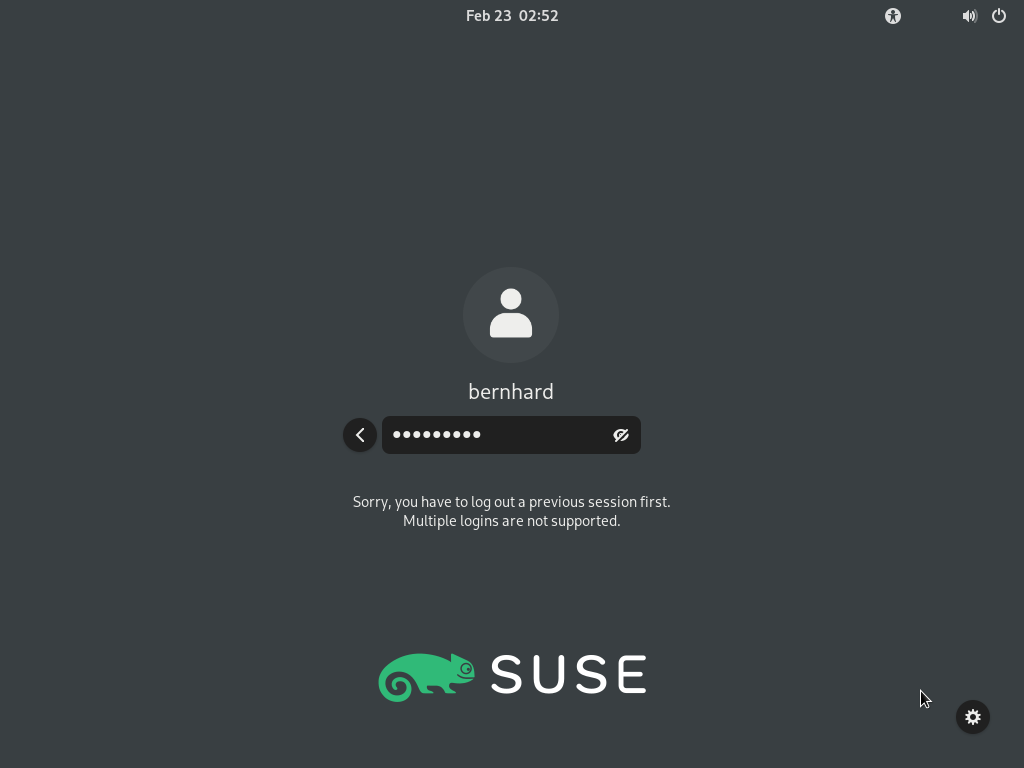 Feb 23 02:52
bernhard
Sorry, you have to log out a previous session first.
Multiple logins are not supported.
SUSE